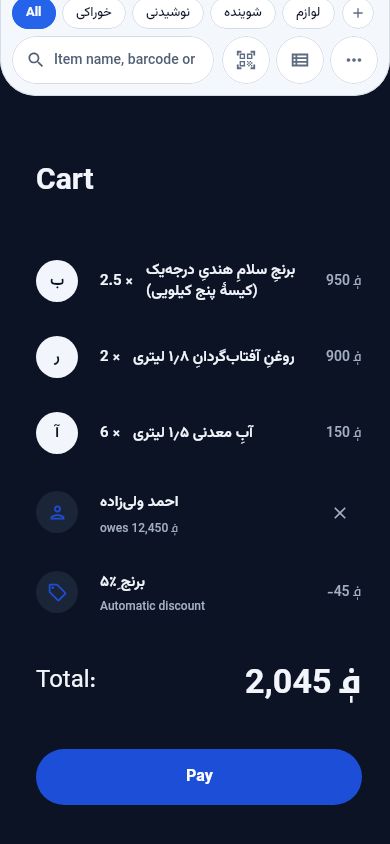 All خوراکی نوشیدنی شوینده لوازم +
Item name, barcode or
Cart
ب 2.5 × برنجِ سلامِ هندیِ درجه‌یک ؋ 950
(کیسهٔ پنج کیلویی)
ر 2 × روغنِ آفتاب‌گردانِ ۱٫۸ لیتری ؋ 900
آ 6 × آبِ معدنی ۱٫۵ لیتری ؋ 150
احمد ولی‌زاده
owes 12,450 ؋
برنج ۵٪
Automatic discount
-45 ؋
Total: 2,045 ؋
Pay